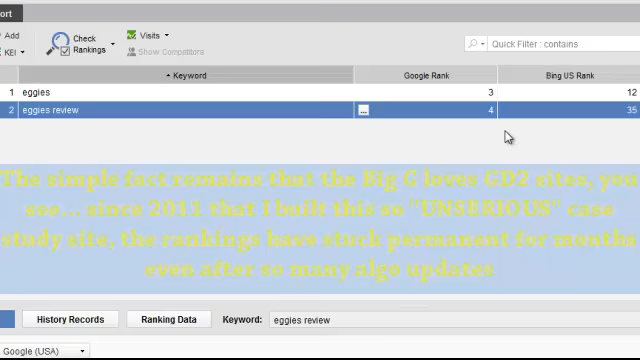 ort
Add
Check
Rankings
Visits
KEI
Show Competitors
Quick Filter : contains
Keyword Google Rank Bing US Rank
1 eggies 3 12
2 eggies review ... 4 35
The simple fact remains that the Big G loves GD2 sites, you
see... since 2011 that I built this so "UNSERIOUS" case
study site, the rankings have stuck permanent for months
even after so many algo updates
History Records Ranking Data Keyword: eggies review
Google (USA)